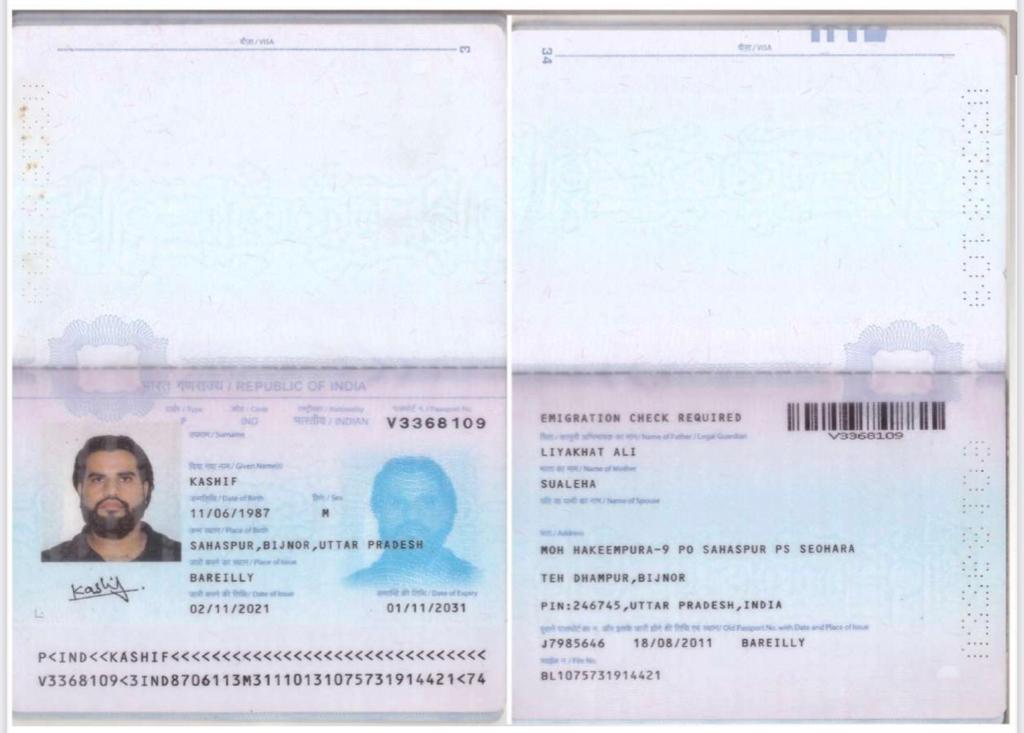 वीज़ा/VISA
3
भारत गणराज्य / REPUBLIC OF INDIA
टाईप / Type
कोड / Code
राष्ट्रीयता / Nationality
पासपोर्ट न. / Passport No.
P
IND
भारतीय / INDIAN
V3368109
उपनाम / Surname
दिया गया नाम / Given Name(s)
KASHIF
जन्मतिथि / Date of Birth
लिंग / Sex
11/06/1987
M
जन्म स्थान / Place of Birth
SAHASPUR,BIJNOR,UTTAR PRADESH
जारी करने का स्थान / Place of Issue
BAREILLY
जारी करने की तिथि / Date of Issue
समाप्ति की तिथि / Date of Expiry
02/11/2021
01/11/2031
Kashif
P<IND<<KASHIF<<<<<<<<<<<<<<<<<<<<<<<<<<<<<<<
V3368109<3IND8706113M31110131075731914421<74
34
वीज़ा/VISA
EMIGRATION CHECK REQUIRED
V3368109
पिता / कानूनी अभिभावक का नाम / Name of Father / Legal Guardian
LIYAKHAT ALI
माता का नाम / Name of Mother
SUALEHA
पति या पत्नी का नाम / Name of Spouse
पता / Address
MOH HAKEEMPURA-9 PO SAHASPUR PS SEOHARA
TEH DHAMPUR,BIJNOR
PIN:246745,UTTAR PRADESH,INDIA
पुराने पासपोर्ट का न. और इसके जारी होने की तिथि एवं स्थान / Old Passport No. with Date and Place of Issue
J7985646 18/08/2011 BAREILLY
फाईल न. / File No.
BL1075731914421